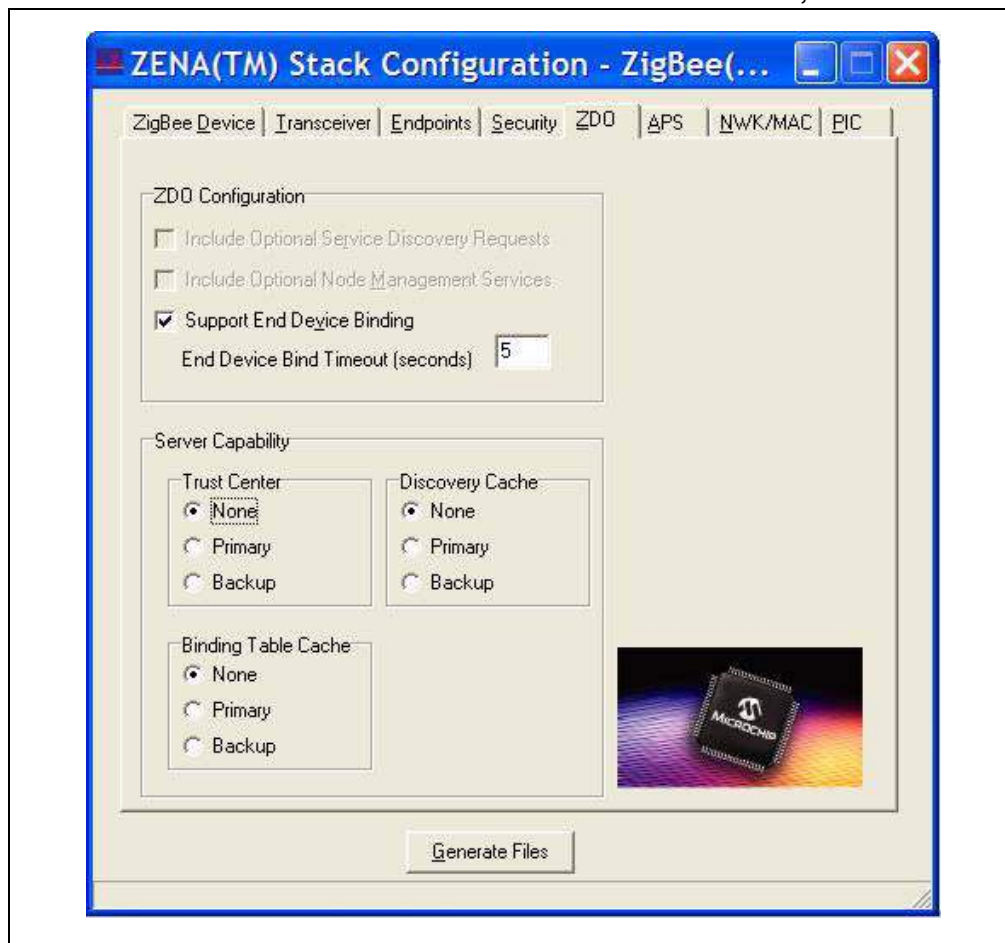 ZENA(TM) Stack Configuration - ZigBee(...
ZigBee Device Transceiver Endpoints Security ZDO APS NWK/MAC PIC
ZDO Configuration
Include Optional Service Discovery Requests
Include Optional Node Management Services
Support End Device Binding
End Device Bind Timeout (seconds) 5
Server Capability
Trust Center
None
Primary
Backup
Discovery Cache
None
Primary
Backup
Binding Table Cache
None
Primary
Backup
MICROCHIP
Generate Files